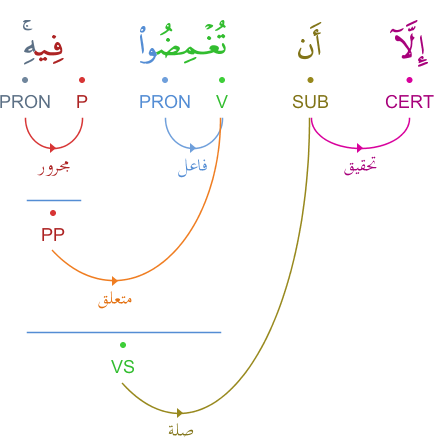 إِلَّآ أَن تُغْمِضُوا۟ فِيهِ ۚ
CERT SUB V PRON P PRON
تحقيق فاعل مجرور
PP
متعلق
VS
صلة